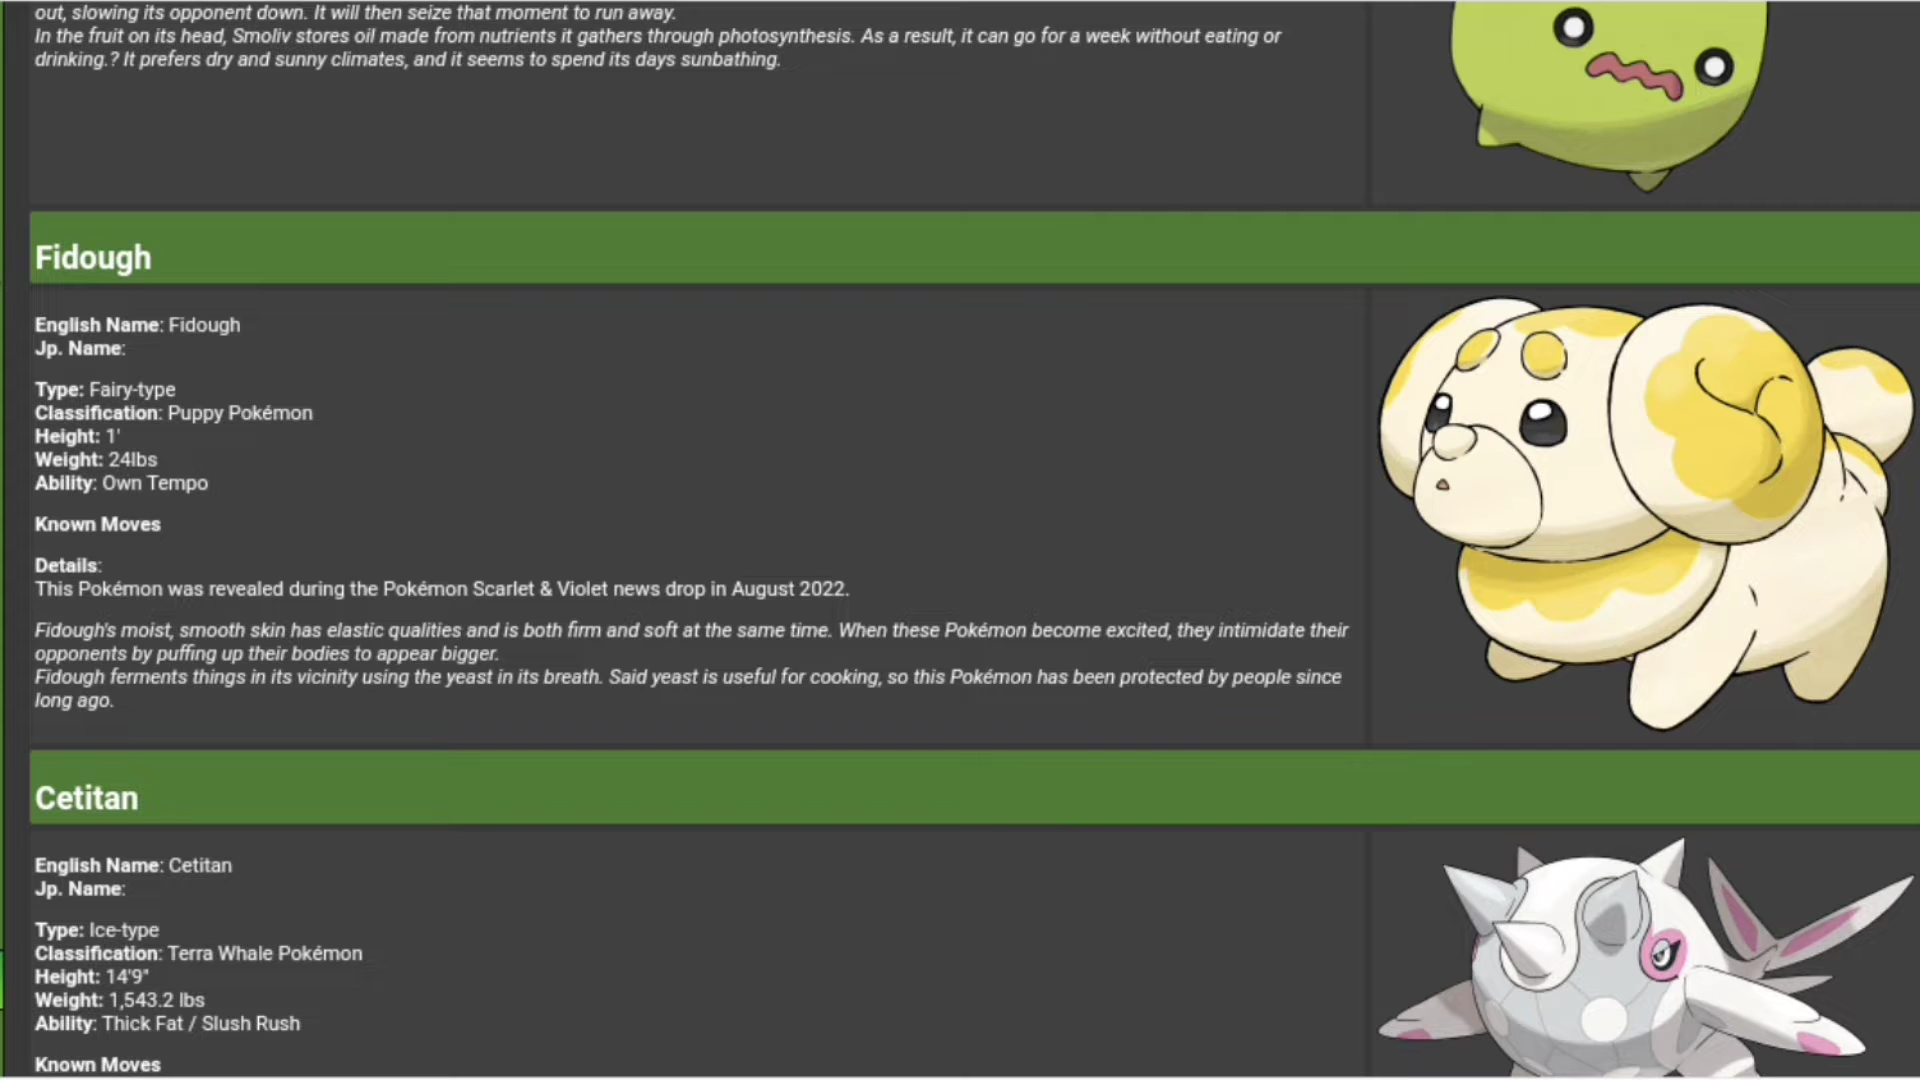 out, slowing its opponent down. It will then seize that moment to run away.
In the fruit on its head, Smoliv stores oil made from nutrients it gathers through photosynthesis. As a result, it can go for a week without eating or
drinking.? It prefers dry and sunny climates, and it seems to spend its days sunbathing.
Fidough
English Name: Fidough
Jp. Name:
Type: Fairy-type
Classification: Puppy Pokémon
Height: 1'
Weight: 24lbs
Ability: Own Tempo
Known Moves
Details:
This Pokémon was revealed during the Pokémon Scarlet & Violet news drop in August 2022.
Fidough's moist, smooth skin has elastic qualities and is both firm and soft at the same time. When these Pokémon become excited, they intimidate their
opponents by puffing up their bodies to appear bigger.
Fidough ferments things in its vicinity using the yeast in its breath. Said yeast is useful for cooking, so this Pokémon has been protected by people since
long ago.
Cetitan
English Name: Cetitan
Jp. Name:
Type: Ice-type
Classification: Terra Whale Pokémon
Height: 14'9"
Weight: 1,543.2 lbs
Ability: Thick Fat / Slush Rush
Known Moves